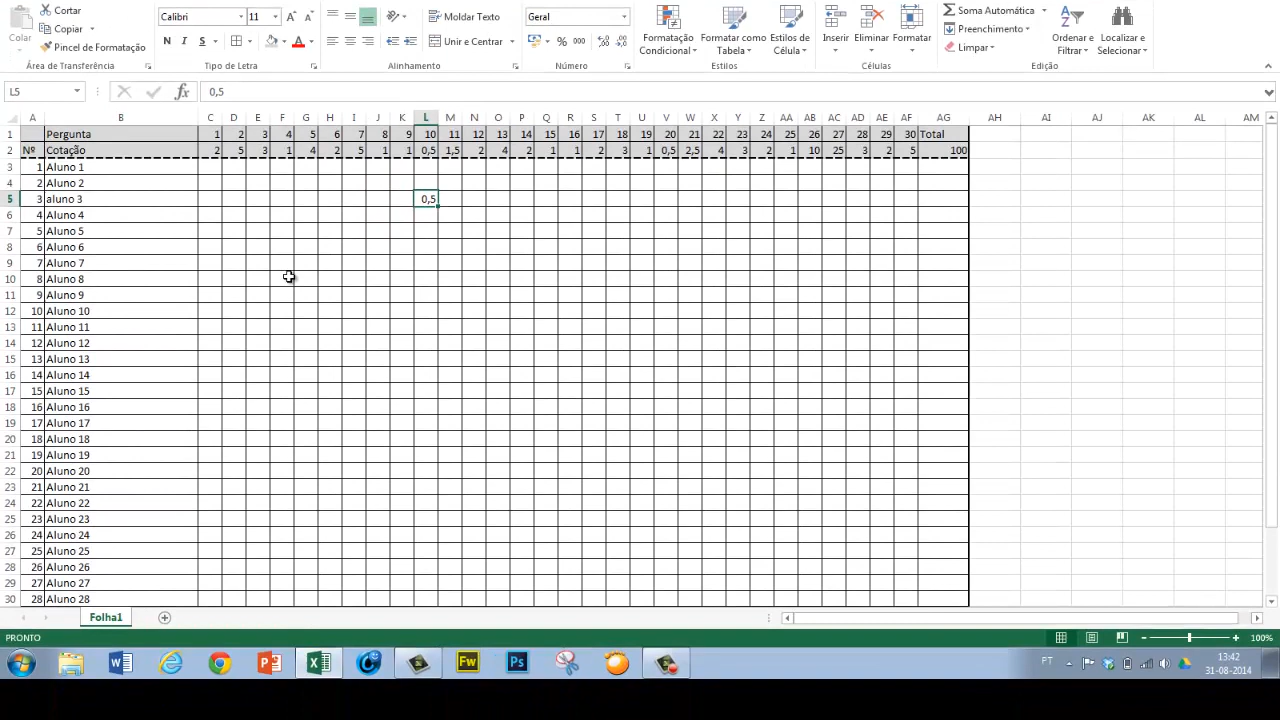 Cortar
Calibri 11
Moldar Texto
Geral
Soma Automática
Colar
Copiar
Preenchimento
Pincel de Formatação
N I S
Unir e Centrar
% 000
Formatação Condicional
Formatar como Tabela
Estilos de Célula
Inserir
Eliminar
Formatar
Limpar
Ordenar e Filtrar
Localizar e Selecionar
Área de Transferência
Tipo de Letra
Alinhamento
Número
Estilos
Células
Edição
L5 fx 0,5
A B C D E F G H I J K L M N O P Q R S T U V W X Y Z AA AB AC AD AE AF AG AH AI AJ AK AL AM
1 Pergunta 1 2 3 4 5 6 7 8 9 10 11 12 13 14 15 16 17 18 19 20 21 22 23 24 25 26 27 28 29 30 Total
2 Nº Cotação 2 5 3 1 4 2 5 1 1 0,5 1,5 2 4 2 1 1 2 3 1 0,5 2,5 4 3 2 1 10 25 3 2 5 100
3 1 Aluno 1
4 2 Aluno 2
5 3 aluno 3 0,5
6 4 Aluno 4
7 5 Aluno 5
8 6 Aluno 6
9 7 Aluno 7
10 8 Aluno 8
11 9 Aluno 9
12 10 Aluno 10
13 11 Aluno 11
14 12 Aluno 12
15 13 Aluno 13
16 14 Aluno 14
17 15 Aluno 15
18 16 Aluno 16
19 17 Aluno 17
20 18 Aluno 18
21 19 Aluno 19
22 20 Aluno 20
23 21 Aluno 21
24 22 Aluno 22
25 23 Aluno 23
26 24 Aluno 24
27 25 Aluno 25
28 26 Aluno 26
29 27 Aluno 27
30 28 Aluno 28
Folha1
PRONTO
100%
PT
13:42
31-08-2014